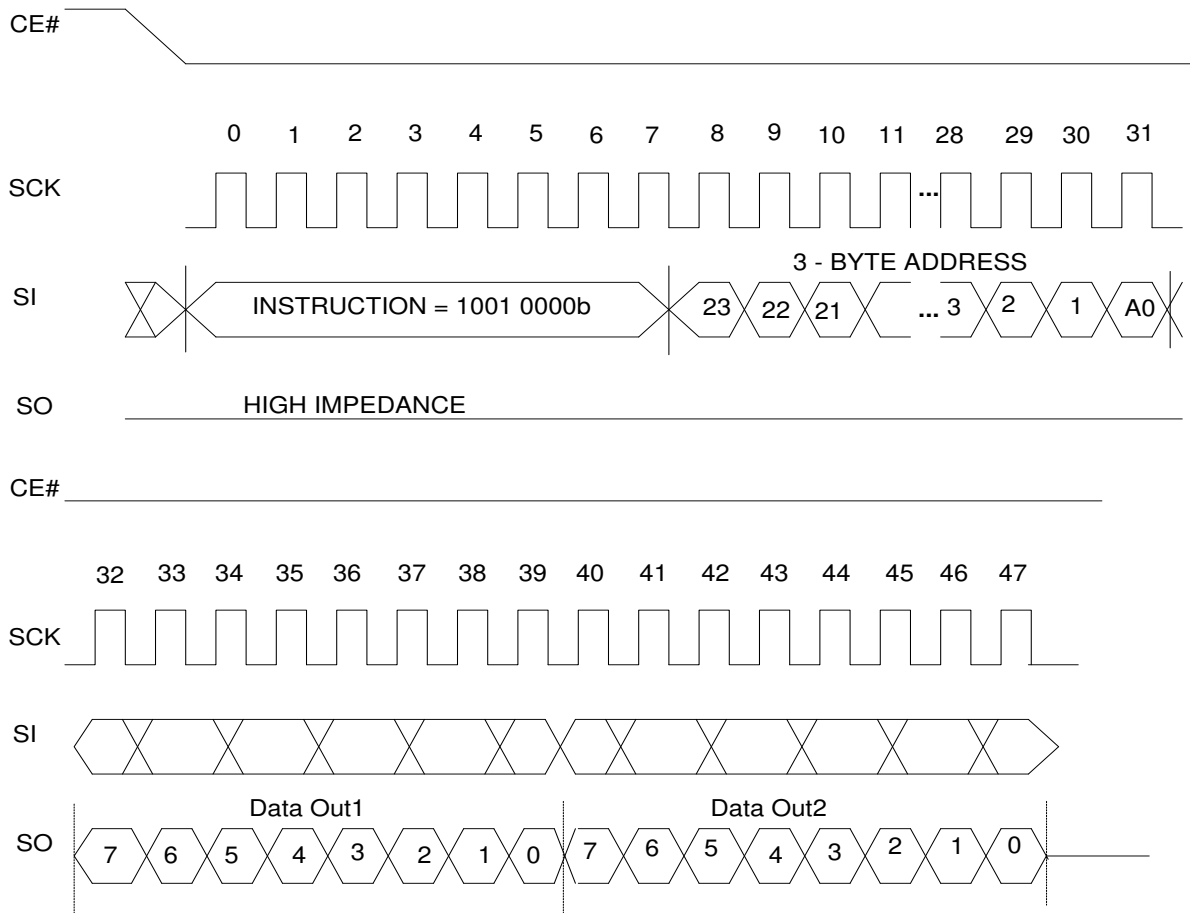 CE#
0 1 2 3 4 5 6 7 8 9 10 11 28 29 30 31
SCK ...
3 - BYTE ADDRESS
SI INSTRUCTION = 1001 0000b 23 22 21 ... 3 2 1 A0
SO HIGH IMPEDANCE
CE#
32 33 34 35 36 37 38 39 40 41 42 43 44 45 46 47
SCK
SI
Data Out1 Data Out2
SO 7 6 5 4 3 2 1 0 7 6 5 4 3 2 1 0